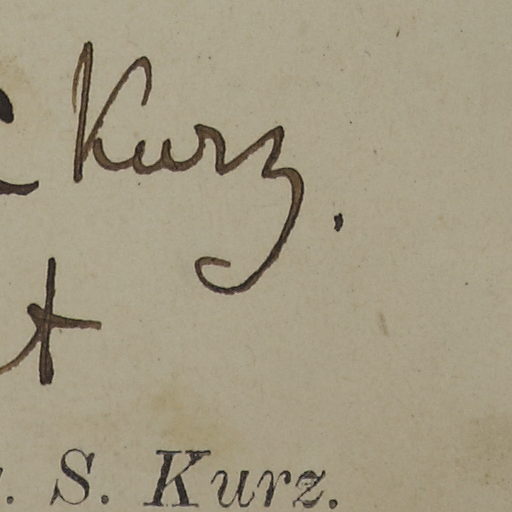 Kurz.
t
. S. Kurz.